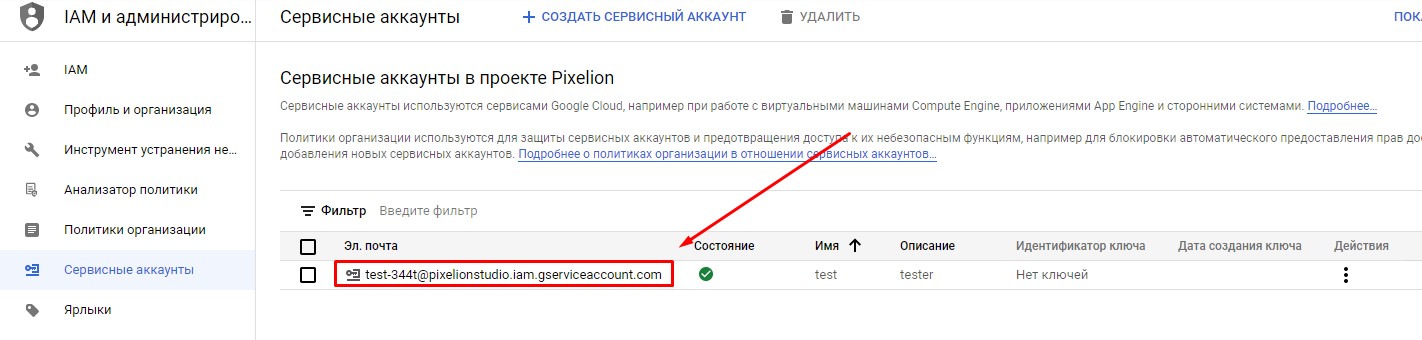 IAM и администриро...
Сервисные аккаунты
СОЗДАТЬ СЕРВИСНЫЙ АККАУНТ
УДАЛИТЬ
ПОК
IAM
Профиль и организация
Инструмент устранения не...
Анализатор политики
Политики организации
Сервисные аккаунты
Ярлыки
Сервисные аккаунты в проекте Pixelion
Сервисные аккаунты используются сервисами Google Cloud, например при работе с виртуальными машинами Compute Engine, приложениями App Engine и сторонними системами. Подробнее...
Политики организации используются для защиты сервисных аккаунтов и предотвращения доступа к их небезопасным функциям, например для блокировки автоматического предоставления прав дос
добавления новых сервисных аккаунтов. Подробнее о политиках организации в отношении сервисных аккаунтов...
Фильтр Введите фильтр
Эл. почта Состояние Имя Описание Идентификатор ключа Дата создания ключа Действия
test-344t@pixelionstudio.iam.gserviceaccount.com test tester Нет ключей